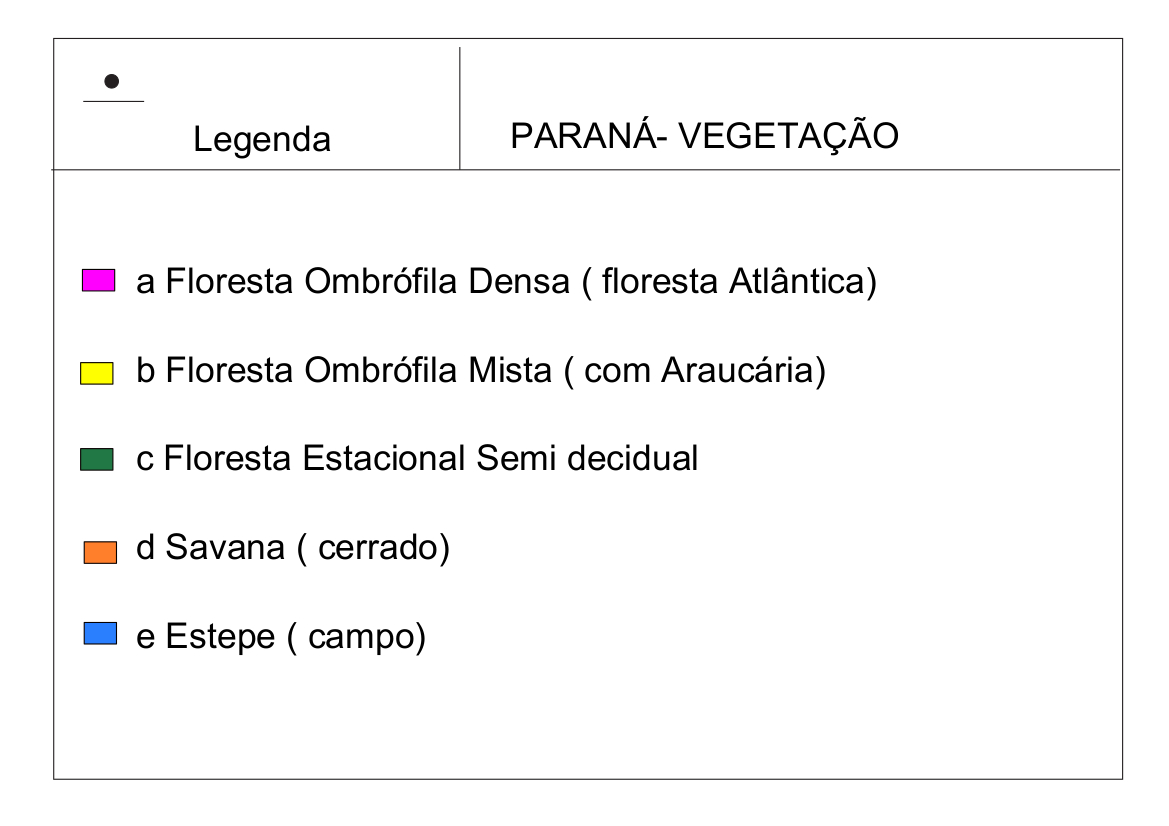 Legenda
PARANÁ- VEGETAÇÃO
a Floresta Ombrófila Densa ( floresta Atlântica)
b Floresta Ombrófila Mista ( com Araucária)
c Floresta Estacional Semi decidual
d Savana ( cerrado)
e Estepe ( campo)